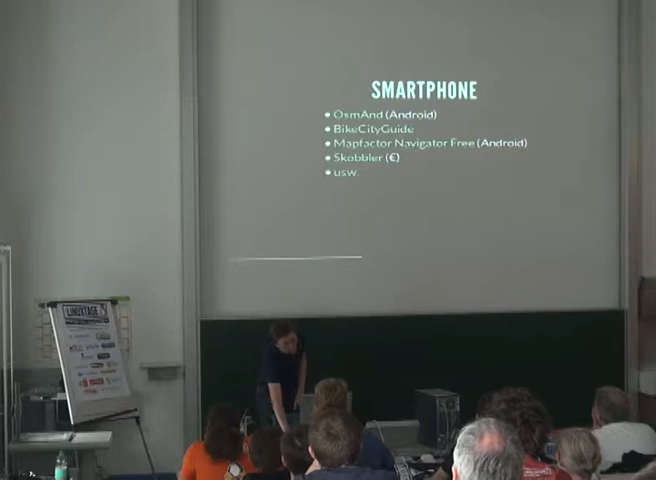 SMARTPHONE
• OsmAnd (Android)
• BikeCityGuide
• Mapfactor Navigator Free (Android)
• Skobbler (€)
• usw.
LINUXTAGE